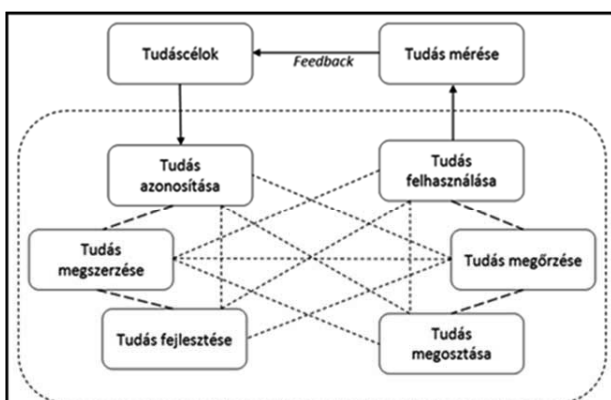 Tudáscélok
Feedback
Tudás mérése
Tudás
azonosítása
Tudás
felhasználása
Tudás
megszerzése
Tudás megőrzése
Tudás fejlesztése
Tudás
megosztása